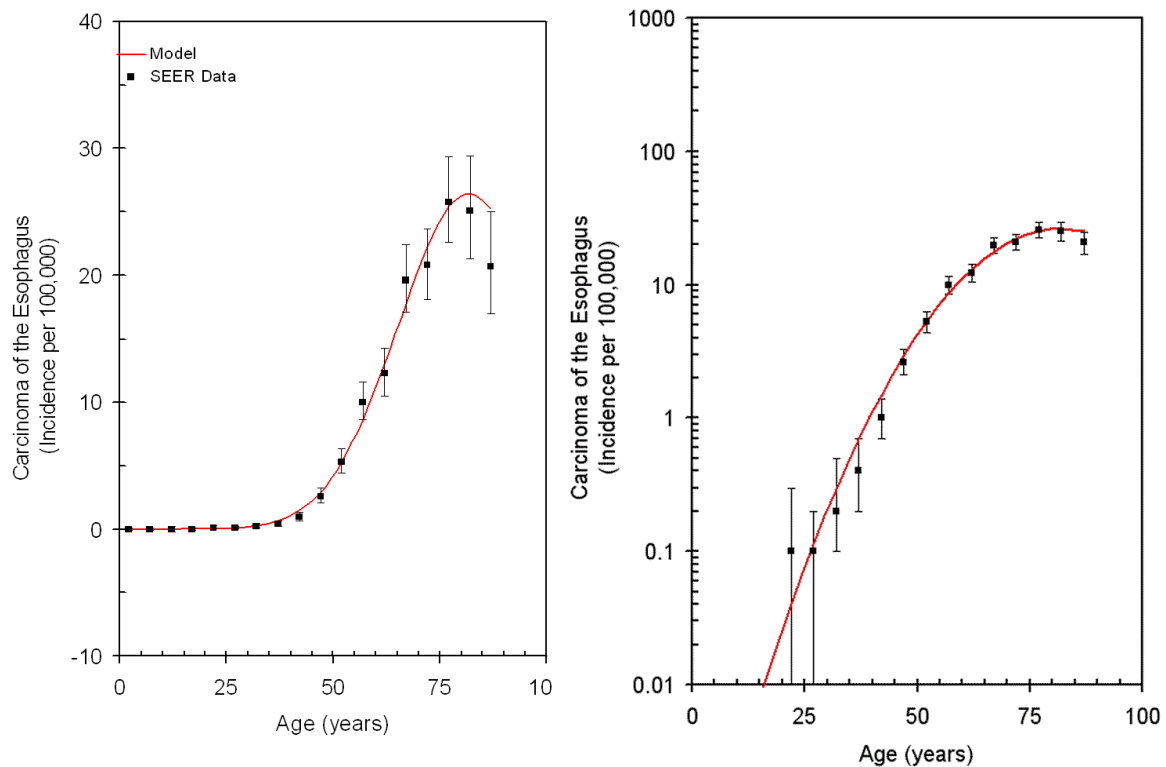 40
30
20
10
0
-10
Model
SEER Data
Carcinoma of the Esophagus
(Incidence per 100,000)
0
25
50
75
10
Age (years)
1000
100
10
1
0.1
0.01
Carcinoma of the Esophagus
(Incidence per 100,000)
0
25
50
75
100
Age (years)